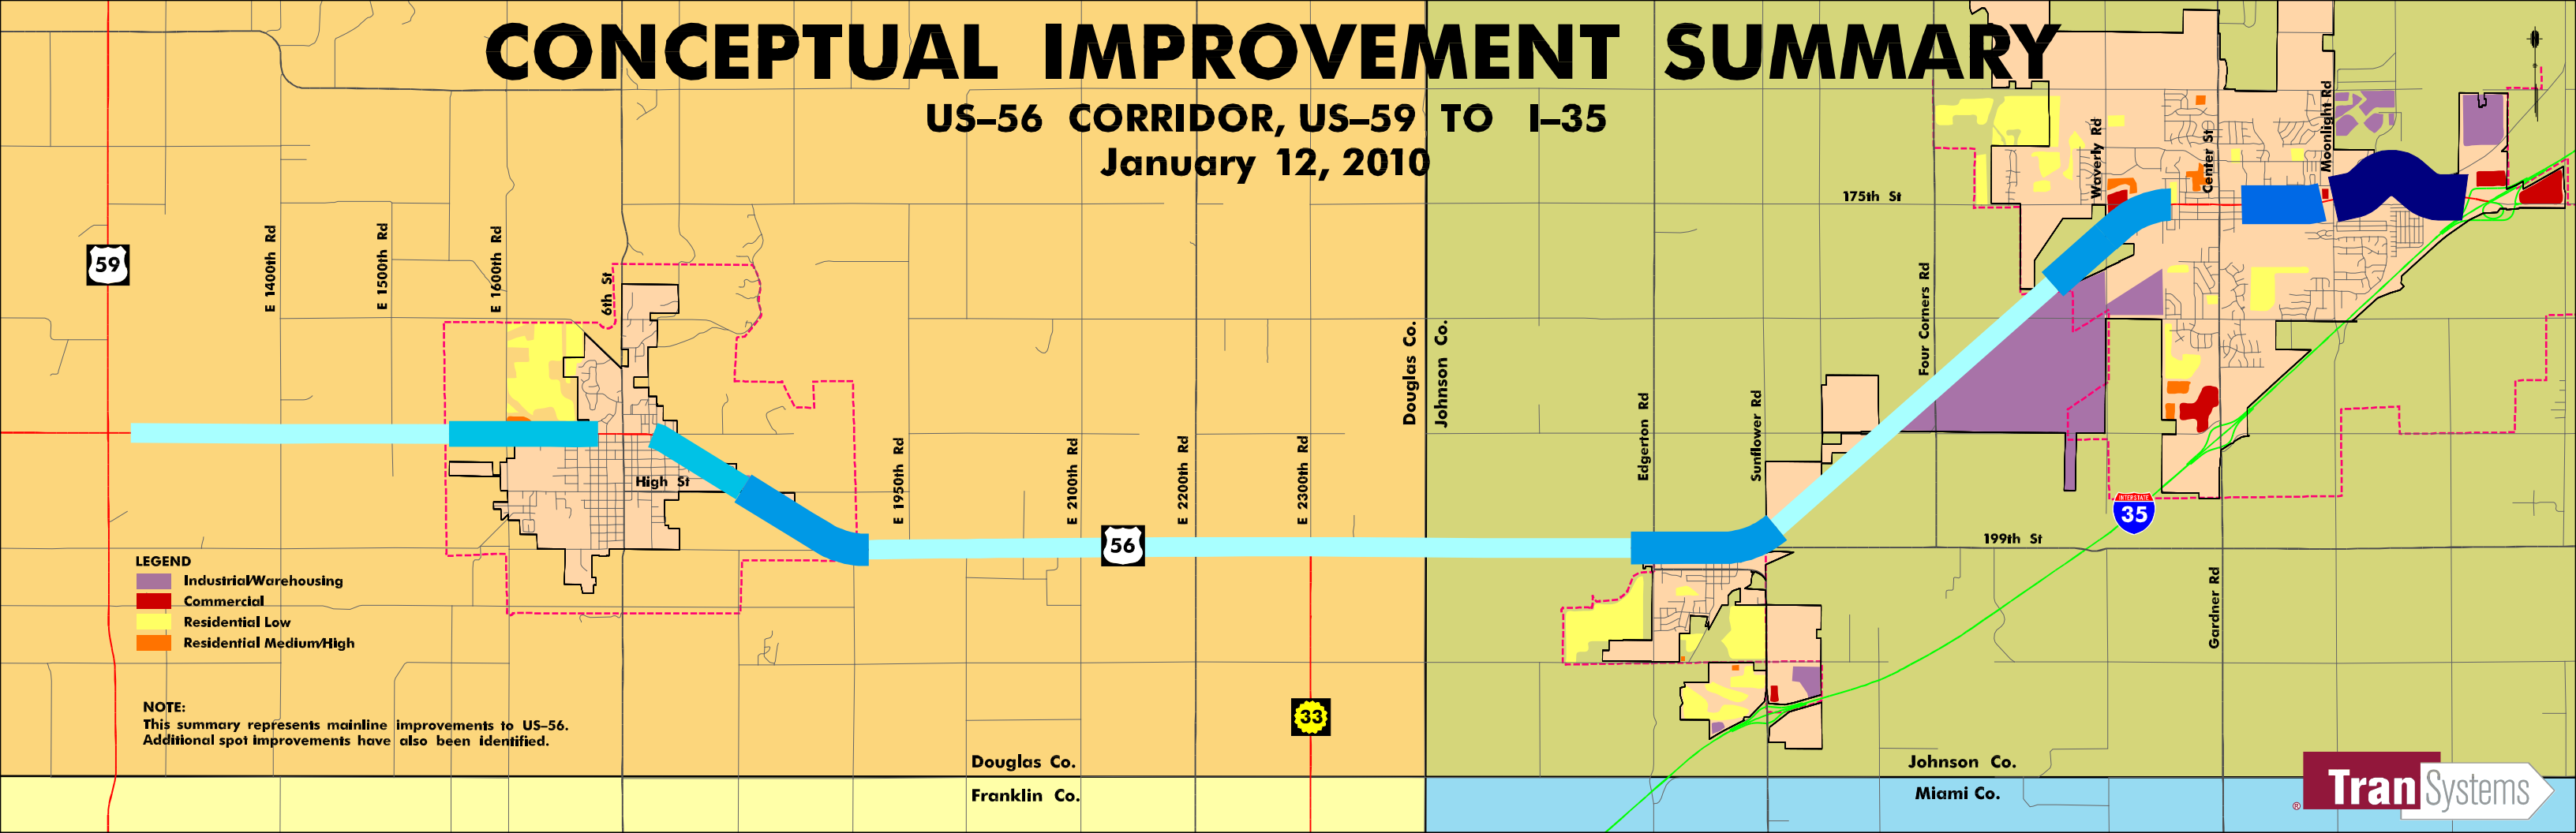 CONCEPTUAL IMPROVEMENT SUMMARY
US–56 CORRIDOR, US–59 TO I–35
January 12, 2010
175th St
Waverly Rd
Center St
Moonlight Rd
59
E 1400th Rd
E 1500th Rd
E 1600th Rd
6th St
High St
E 1950th Rd
E 2100th Rd
E 2200th Rd
E 2300th Rd
Douglas Co.
Johnson Co.
Edgerton Rd
Sunflower Rd
Four Corners Rd
INTERSTATE
35
56
199th St
Gardner Rd
LEGEND
Industrial/Warehousing
Commercial
Residential Low
Residential Medium/High
NOTE:
This summary represents mainline improvements to US–56.
Additional spot improvements have also been identified.
33
Douglas Co.
Franklin Co.
Johnson Co.
Miami Co.
® TranSystems